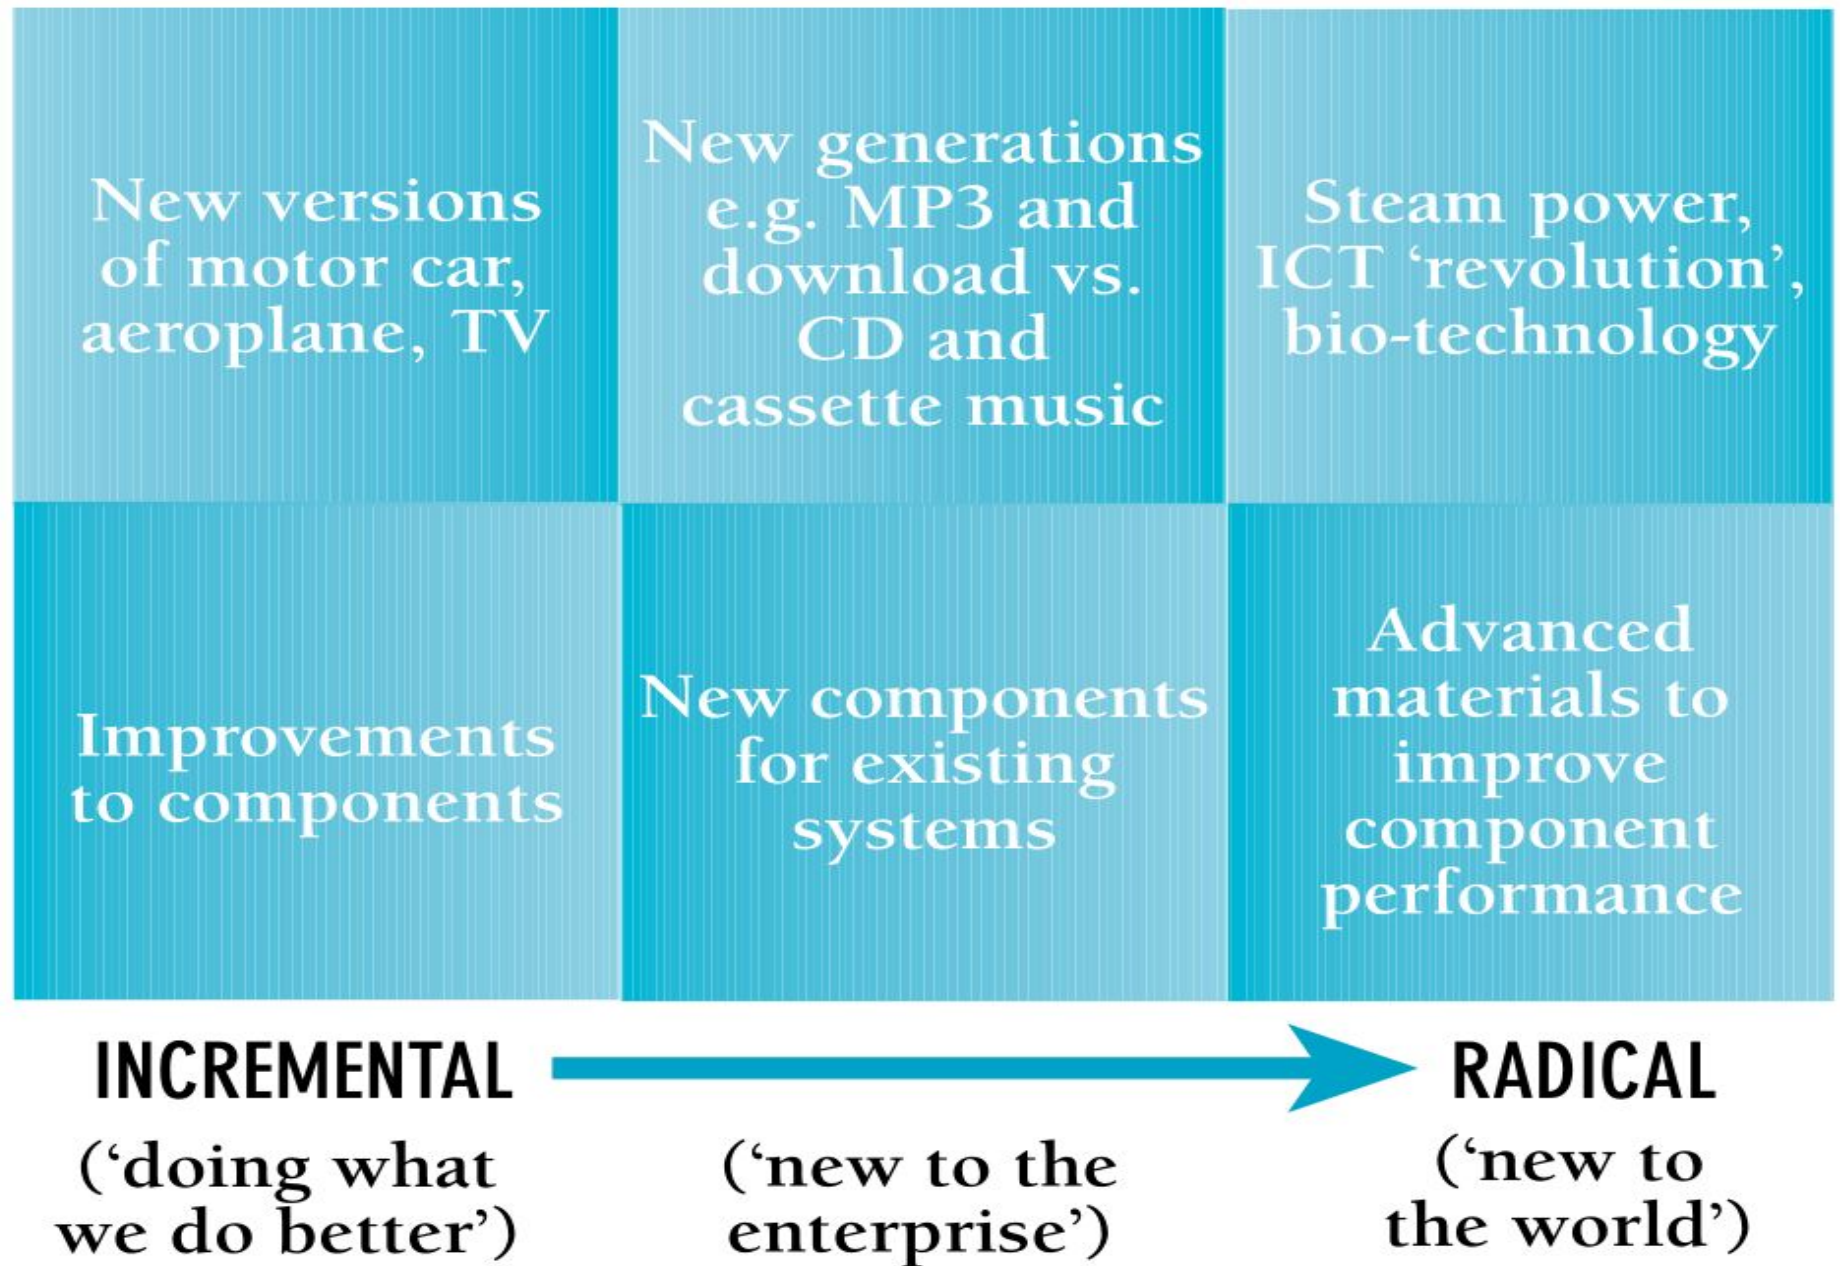 New versions
of motor car,
aeroplane, TV
New generations
e.g. MP3 and
download vs.
CD and
cassette music
Steam power,
ICT ‘revolution’,
bio-technology
Improvements
to components
New components
for existing
systems
Advanced
materials to
improve
component
performance
INCREMENTAL
RADICAL
(‘doing what
we do better’)
(‘new to the
enterprise’)
(‘new to
the world’)